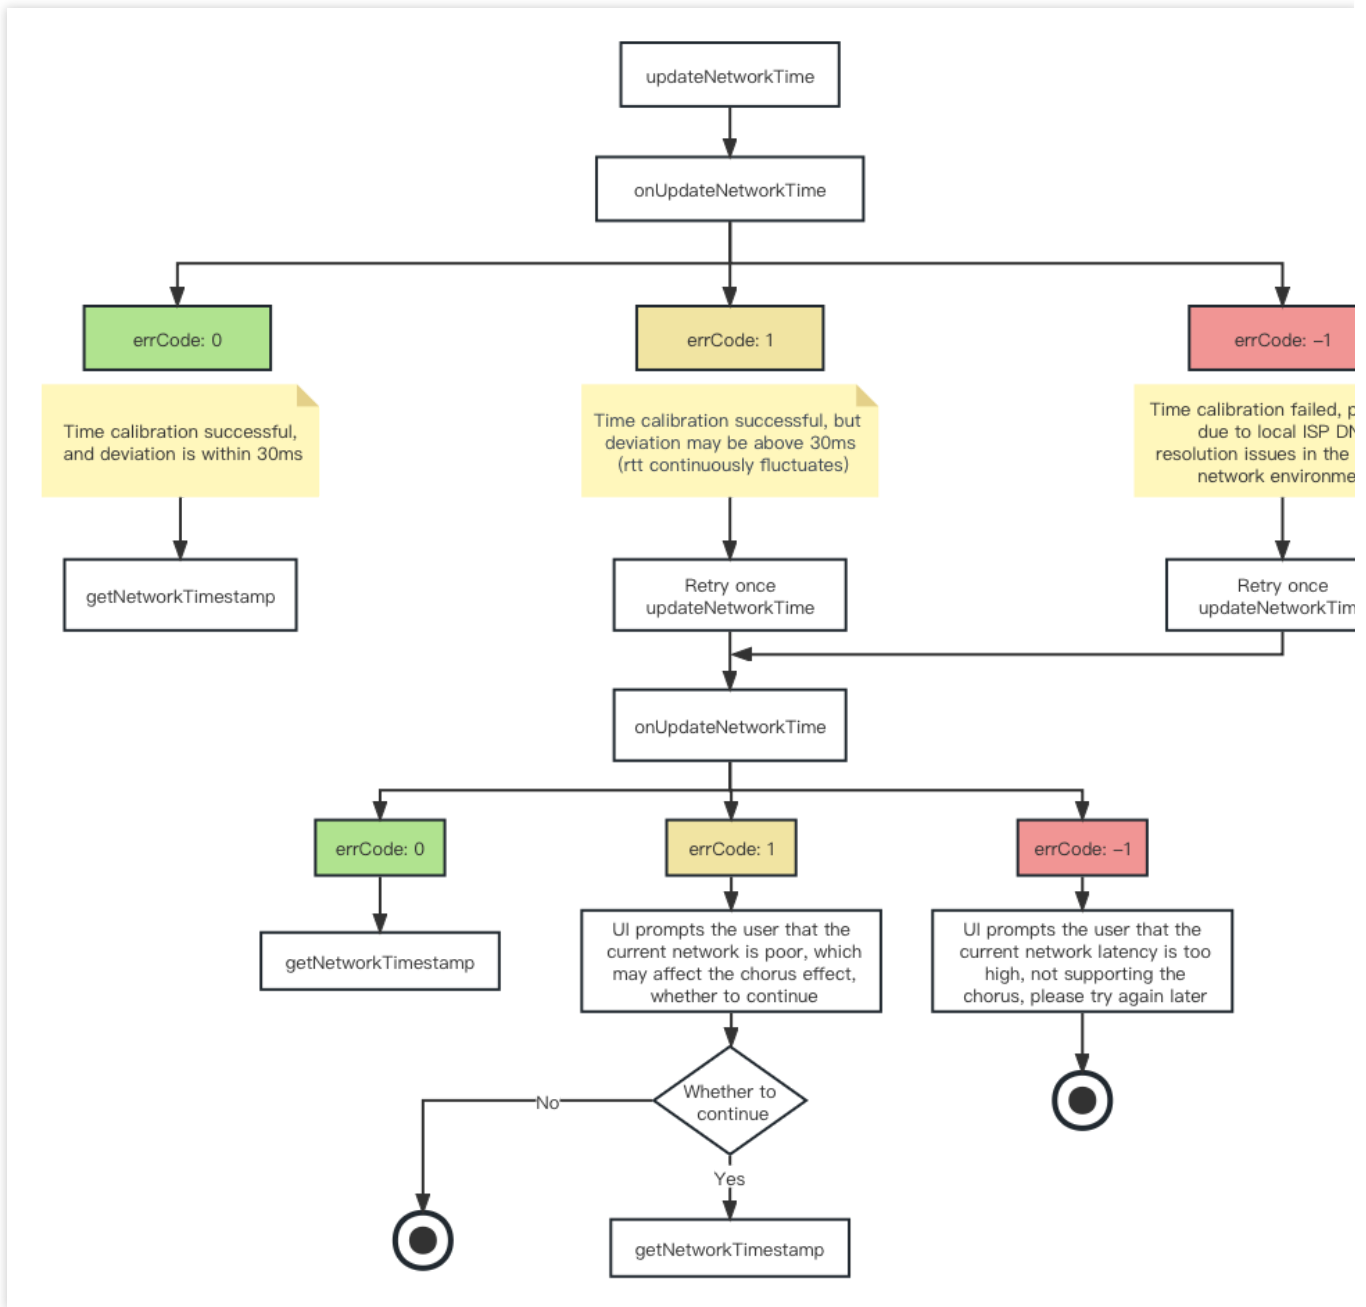 updateNetworkTime
onUpdateNetworkTime
errCode: 0
errCode: 1
errCode: –1
Time calibration successful,
and deviation is within 30ms
Time calibration successful, but
deviation may be above 30ms
(rtt continuously fluctuates)
Time calibration failed,
due to local ISP
resolution issues in the
network
getNetworkTimestamp
Retry once
updateNetworkTime
Retry once
onUpdateNetworkTime
errCode: 0
errCode: 1
errCode: –1
getNetworkTimestamp
UI prompts the user that the
current network is poor, which
may affect the chorus effect,
whether to continue
UI prompts the user that the
current network latency is too
high, not supporting the
chorus, please try again later
Whether to
continue
No
Yes
getNetworkTimestamp